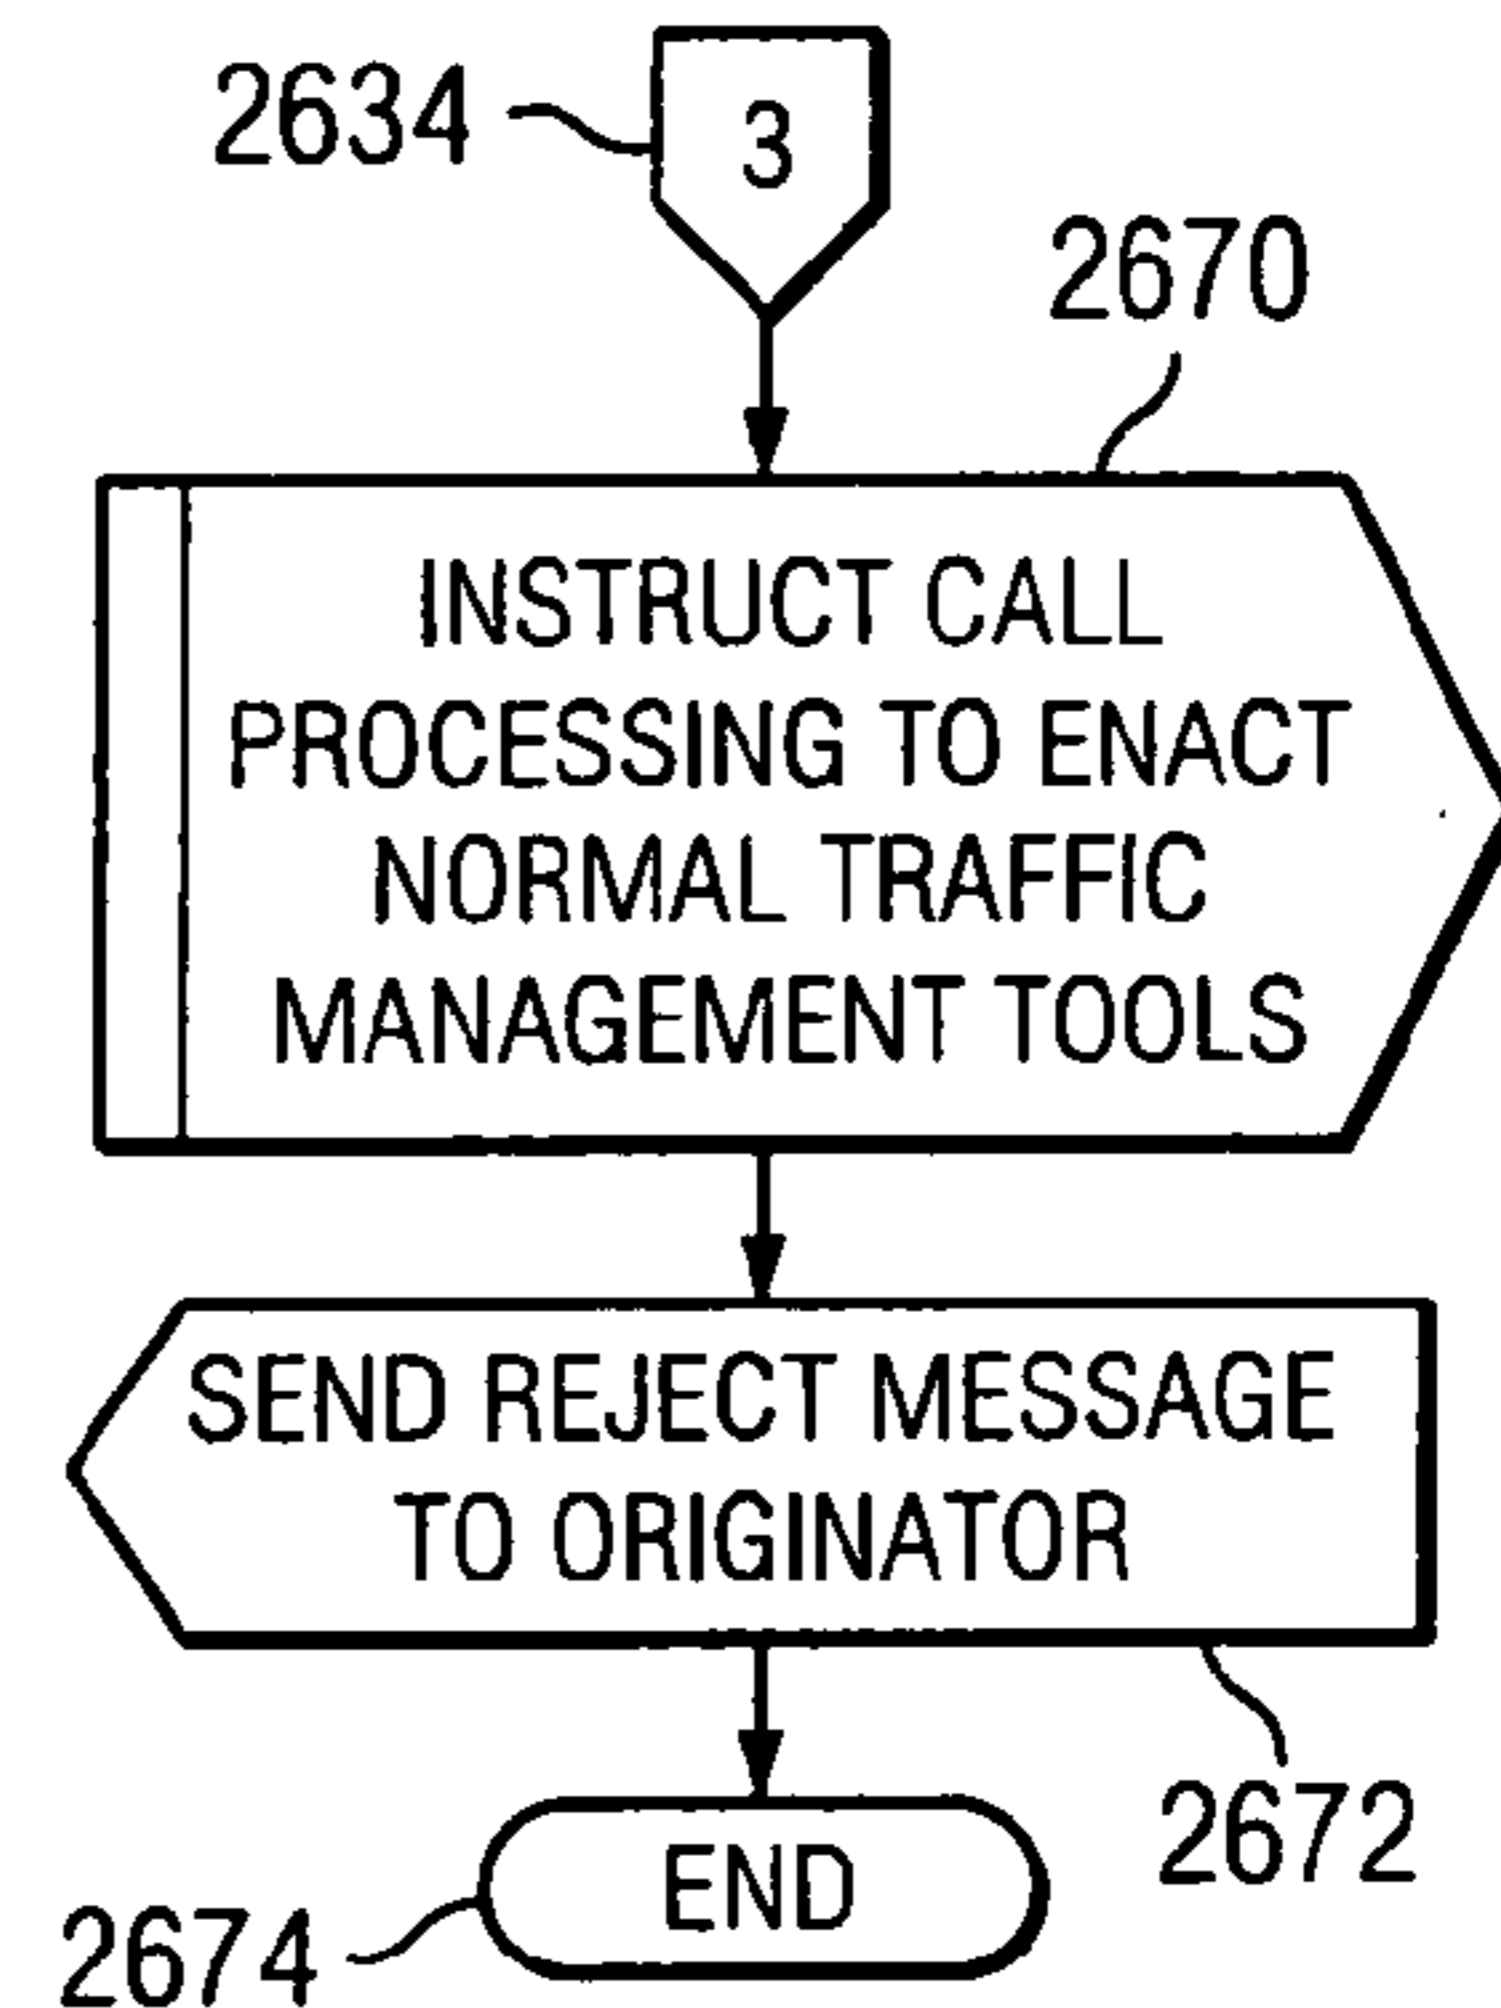 2634
3
2670
INSTRUCT CALL
PROCESSING TO ENACT
NORMAL TRAFFIC
MANAGEMENT TOOLS
SEND REJECT MESSAGE
TO ORIGINATOR
2672
END
2674